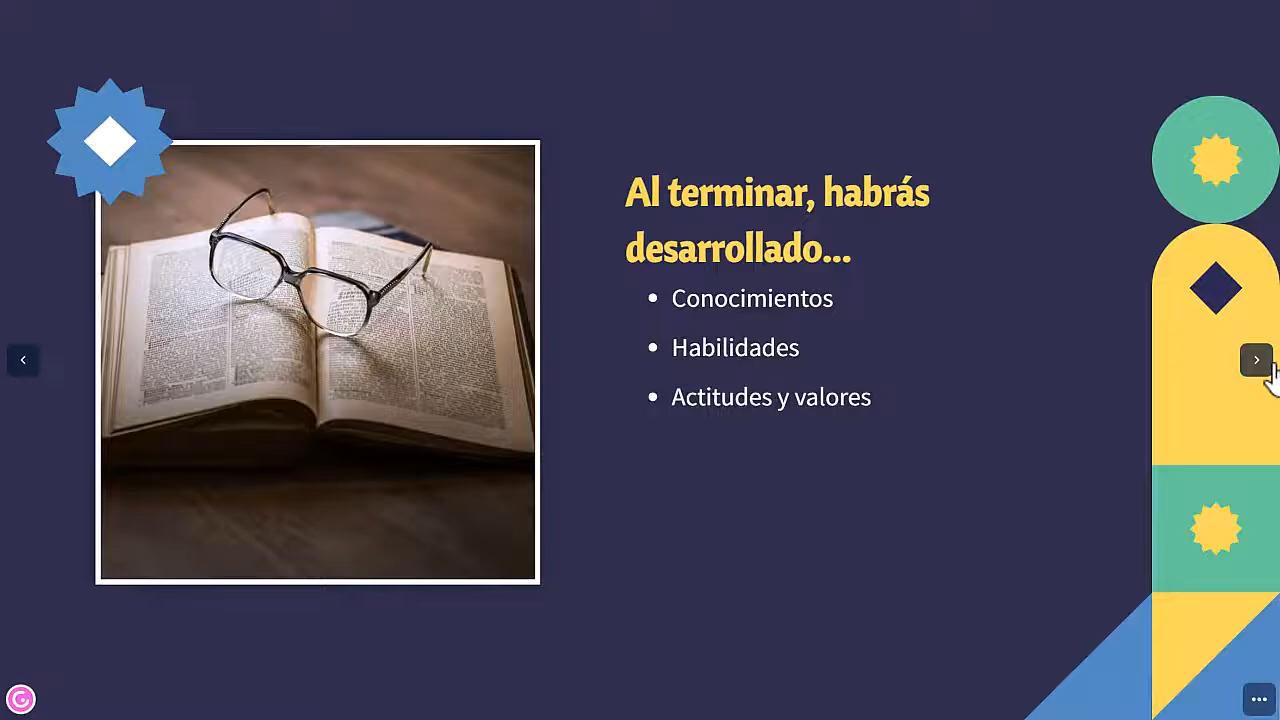 Al terminar, habrás
desarrollado...
• Conocimientos
• Habilidades
• Actitudes y valores